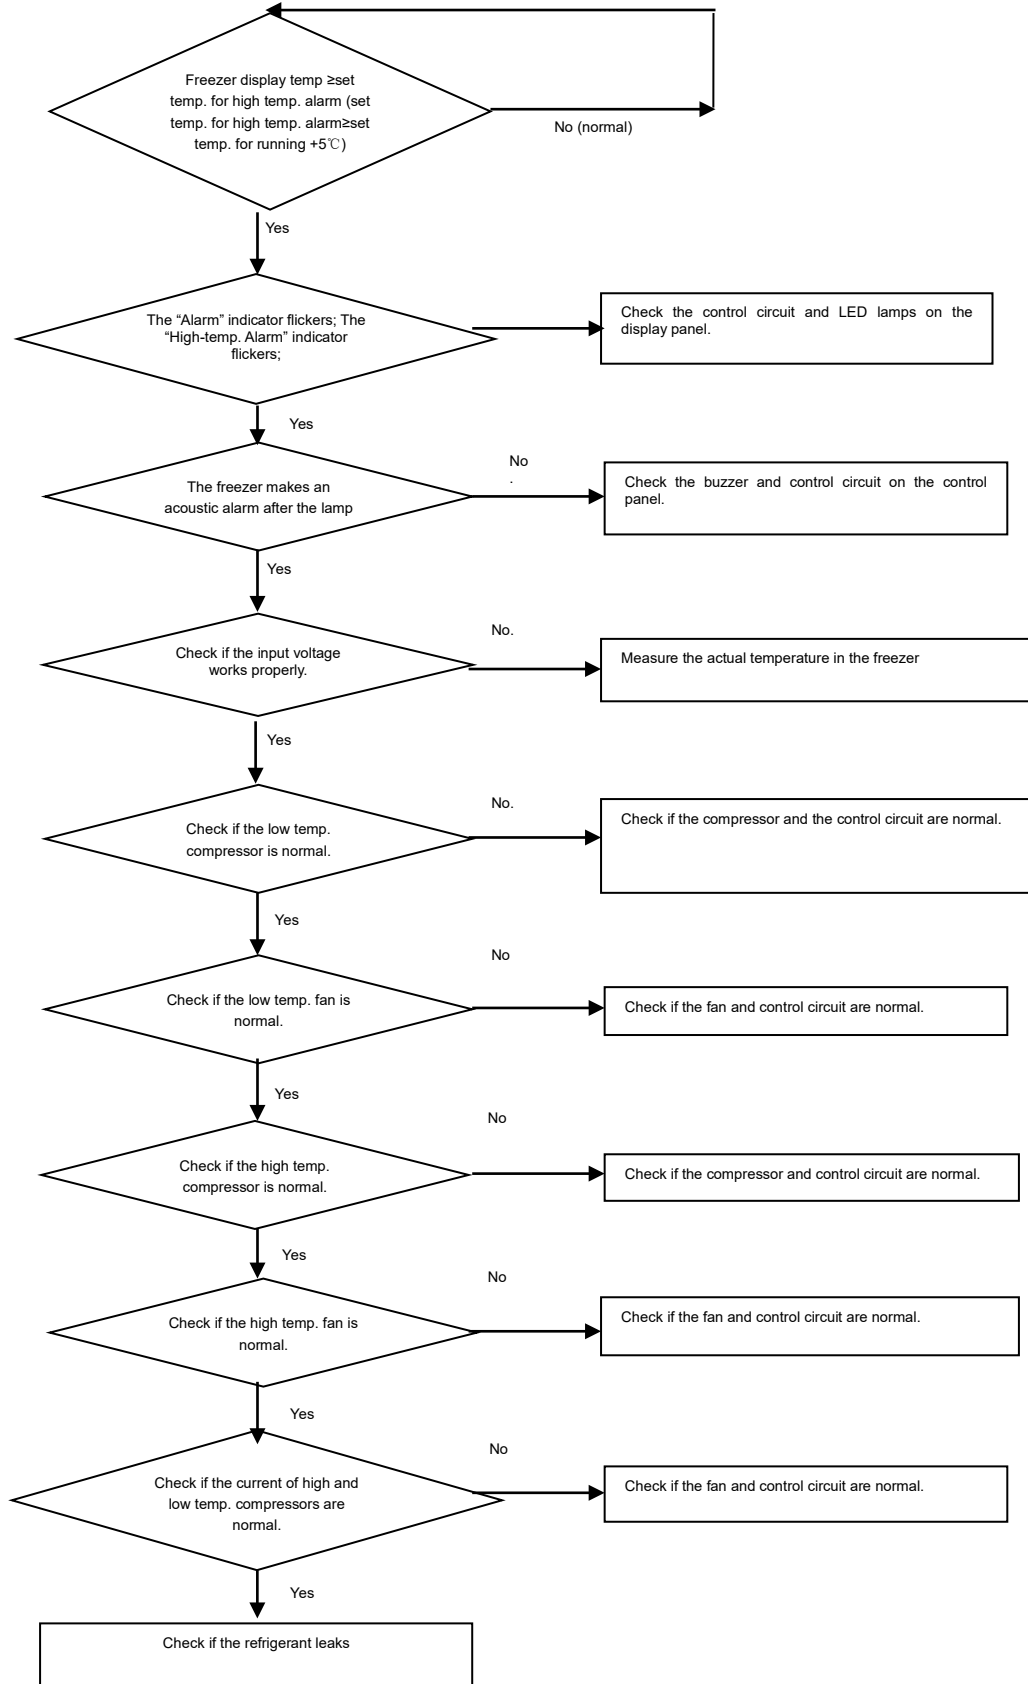 Freezer display temp ≥set
temp. for high temp. alarm (set
temp. for high temp. alarm≥set
temp. for running +5℃)
No (normal)
Yes
The “Alarm” indicator flickers; The
“High-temp. Alarm” indicator
flickers;
Check the control circuit and LED lamps on the
display panel.
Yes
No
.
The freezer makes an
acoustic alarm after the lamp
Check the buzzer and control circuit on the control
panel.
Yes
No.
Check if the input voltage
works properly.
Measure the actual temperature in the freezer
Yes
No.
Check if the low temp.
compressor is normal.
Check if the compressor and the control circuit are normal.
Yes
No
Check if the low temp. fan is
normal.
Check if the fan and control circuit are normal.
Yes
No
Check if the high temp.
compressor is normal.
Check if the compressor and control circuit are normal.
Yes
No
Check if the high temp. fan is
normal.
Check if the fan and control circuit are normal.
Yes
No
Check if the current of high and
low temp. compressors are
normal.
Check if the fan and control circuit are normal.
Yes
Check if the refrigerant leaks